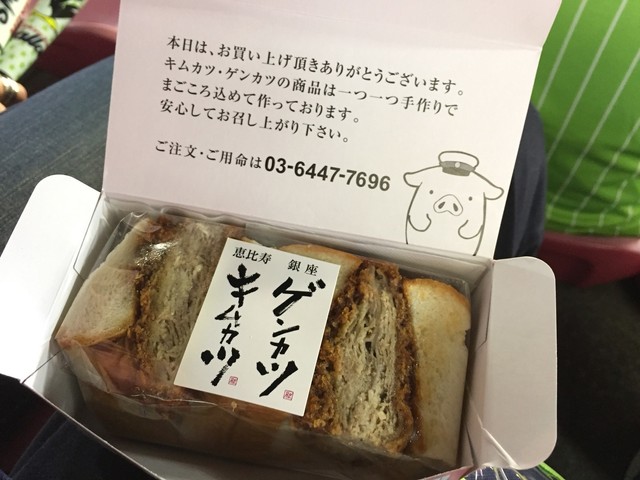 本日は、お買い上げ頂きありがとうございます。
キムカツ・ゲンカツの商品は一つ一つ手作りで
まごころ込めて作っております。
安心してお召し上がり下さい。
ご注文・ご用命は03-6447-7696
恵比寿 銀座
ゲンカツ
キムカツ